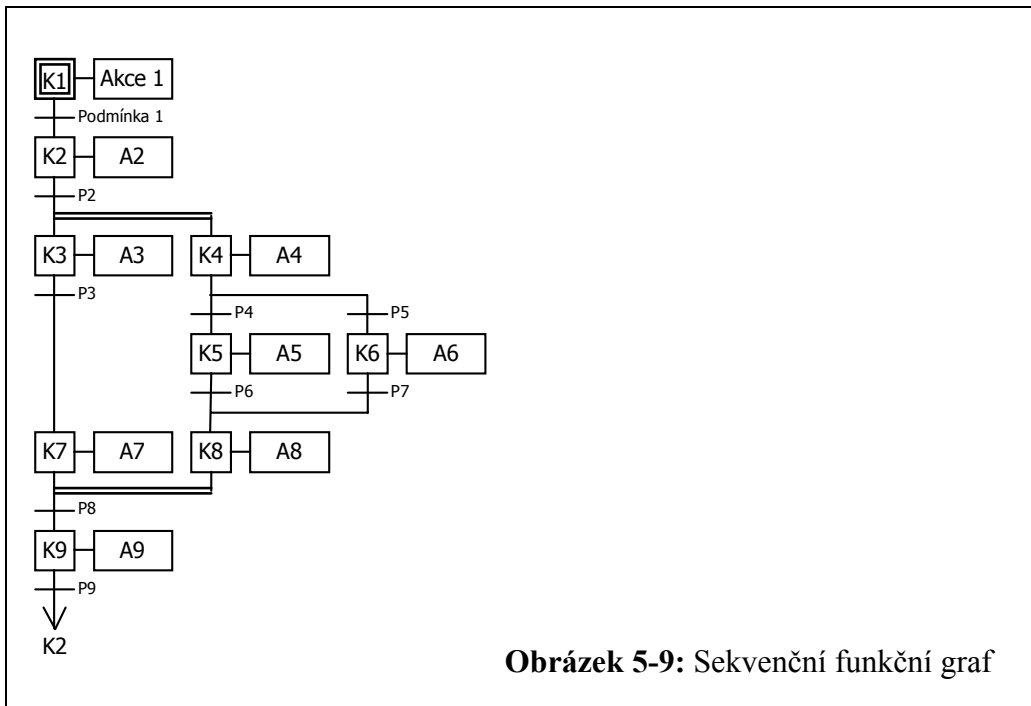 K1 Akce 1
Podmínka 1
K2 A2
P2
K3 A3 K4 A4
P3
P4 P5
K5 A5 K6 A6
P6 P7
K7 A7 K8 A8
P8
K9 A9
P9
K2
Obrázek 5-9: Sekvenční funkční graf